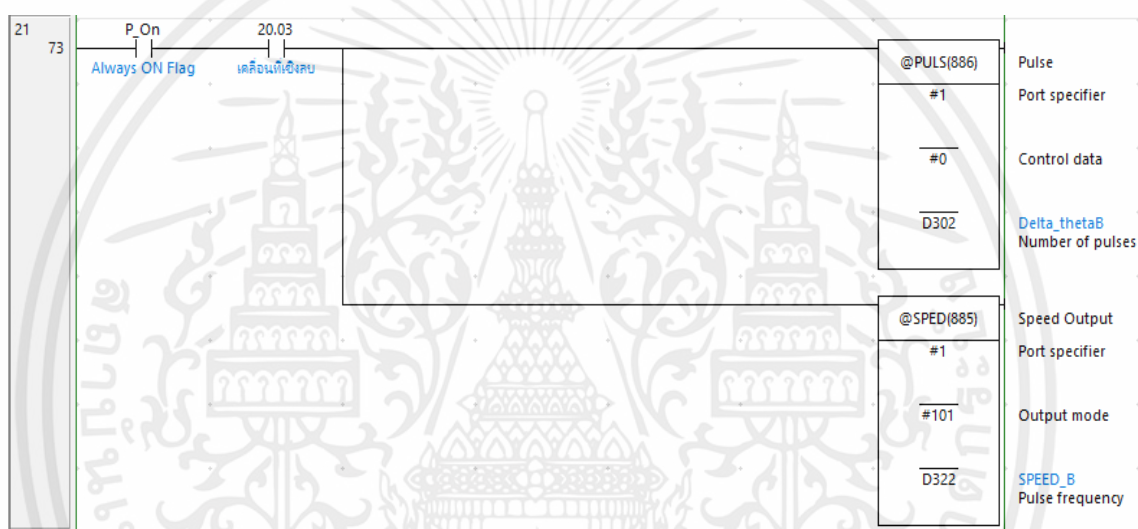 21
73
P_On
20.03
Always ON Flag
เคลื่อนที่เชิงลบ
@PULS(886)
Pulse
#1
Port specifier
#0
Control data
D302
Delta_thetaB
Number of pulses
@SPED(885)
Speed Output
#1
Port specifier
#101
Output mode
D322
SPEED_B
Pulse frequency